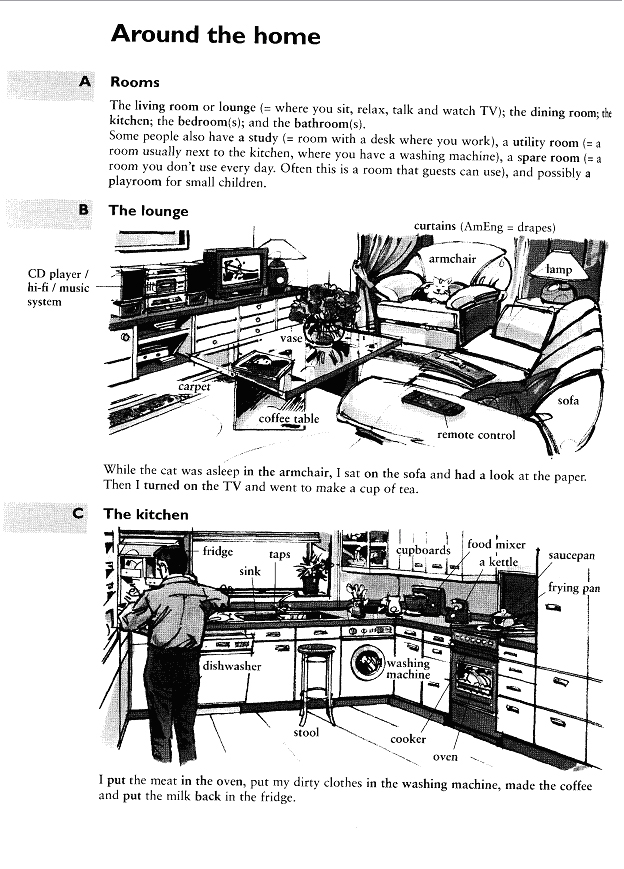 Around the home
A Rooms
The living room or lounge (= where you sit, relax, talk and watch TV); the dining room; the
kitchen; the bedroom(s); and the bathroom(s).
Some people also have a study (= room with a desk where you work), a utility room (= a
room usually next to the kitchen, where you have a washing machine), a spare room (= a
room you don't use every day. Often this is a room that guests can use), and possibly a
playroom for small children.
B The lounge
curtains (AmEng = drapes)
armchair
lamp
CD player /
hi-fi / music
system
vase
carpet
coffee table
sofa
remote control
While the cat was asleep in the armchair, I sat on the sofa and had a look at the paper.
Then I turned on the TV and went to make a cup of tea.
C The kitchen
fridge
taps
sink
cupboards
food mixer
a kettle
saucepan
frying pan
dishwasher
washing
machine
stool
cooker
oven
I put the meat in the oven, put my dirty clothes in the washing machine, made the coffee
and put the milk back in the fridge.